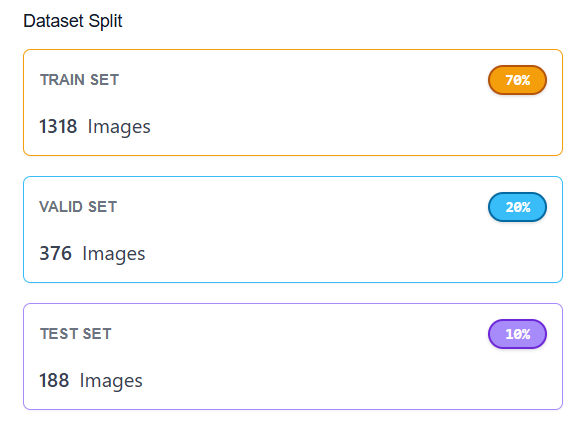 Dataset Split
TRAIN SET 70%
1318 Images
VALID SET 20%
376 Images
TEST SET 10%
188 Images